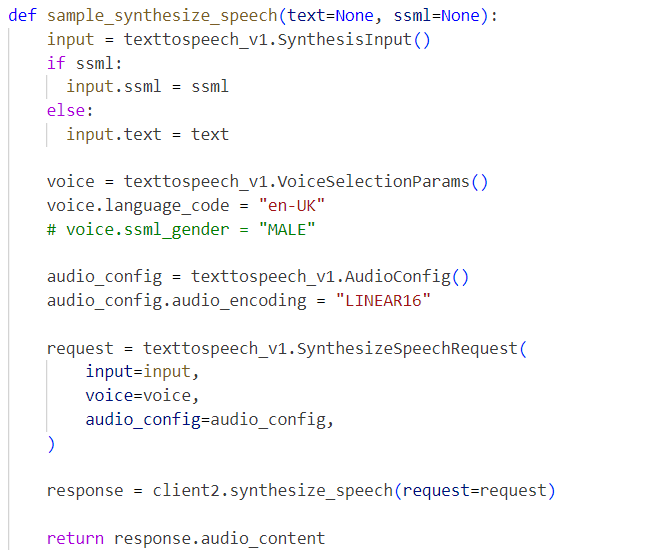 def sample_synthesize_speech(text=None, ssml=None):
input = texttospeech_v1.SynthesisInput()
if ssml:
input.ssml = ssml
else:
input.text = text
voice = texttospeech_v1.VoiceSelectionParams()
voice.language_code = "en-UK"
# voice.ssml_gender = "MALE"
audio_config = texttospeech_v1.AudioConfig()
audio_config.audio_encoding = "LINEAR16"
request = texttospeech_v1.SynthesizeSpeechRequest(
input=input,
voice=voice,
audio_config=audio_config,
)
response = client2.synthesize_speech(request=request)
return response.audio_content